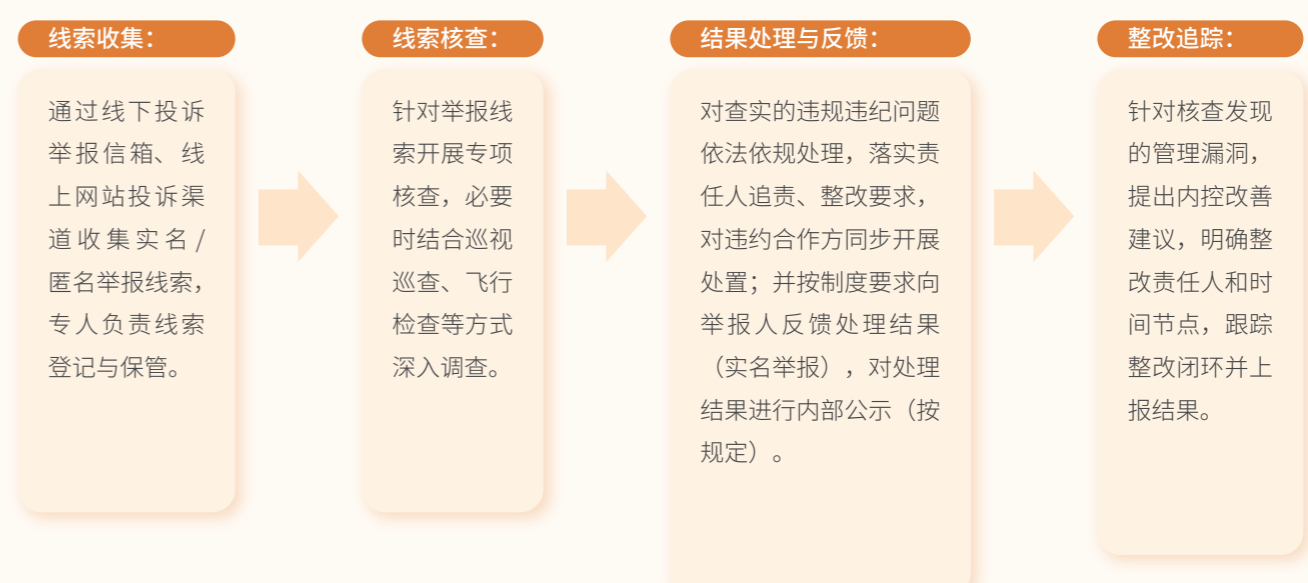 线索收集：
通过线下投诉
举报信箱、线
上网站投诉渠
道收集实名/
匿名举报线索，
专人负责线索
登记与保管。
线索核查：
针对举报线
索开展专项
核查，必要
时结合巡视
巡查、飞行
检查等方式
深入调查。
结果处理与反馈：
对查实的违规违纪问题
依法依规处理，落实责
任人追责、整改要求，
对违约合作方同步开展
处置；并按制度要求向
举报人反馈处理结果
（实名举报），对处理
结果进行内部公示（按
规定）。
整改追踪：
针对核查发现
的管理漏洞，
提出内控改善
建议，明确整
改责任人和时
间节点，跟踪
整改闭环并上
报结果。